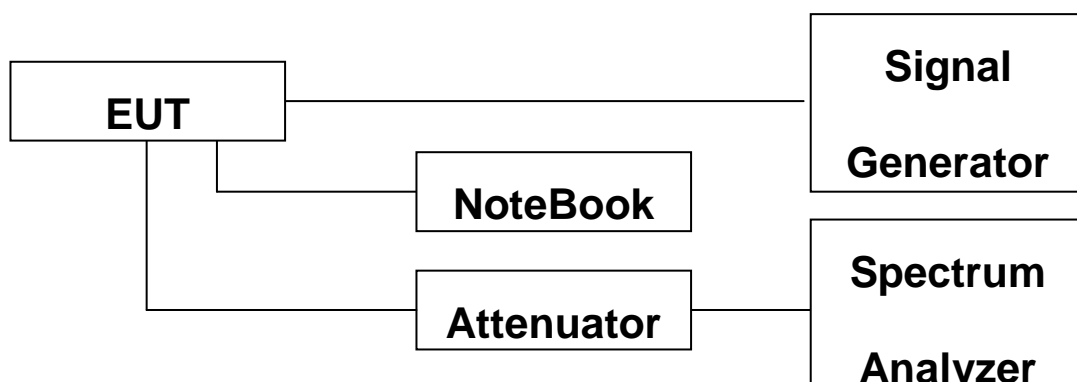 EUT
Signal
Generator
NoteBook
Attenuator
Spectrum
Analyzer